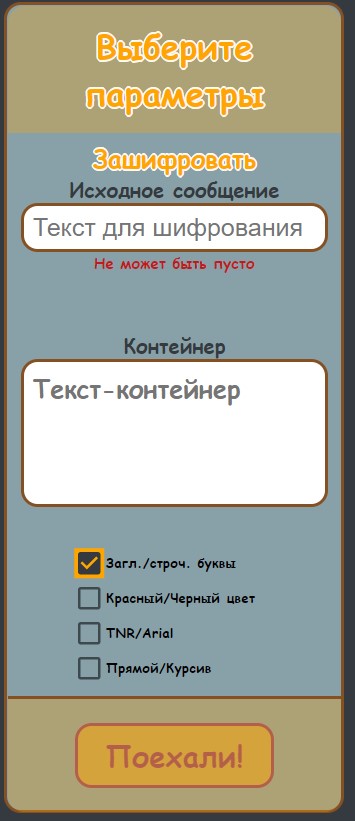 Выберите
параметры
Зашифровать
Исходное сообщение
Текст для шифрования
Не может быть пусто
Контейнер
Текст-контейнер
Загл./строч. буквы
Красный/Черный цвет
TNR/Arial
Прямой/Курсив
Поехали!